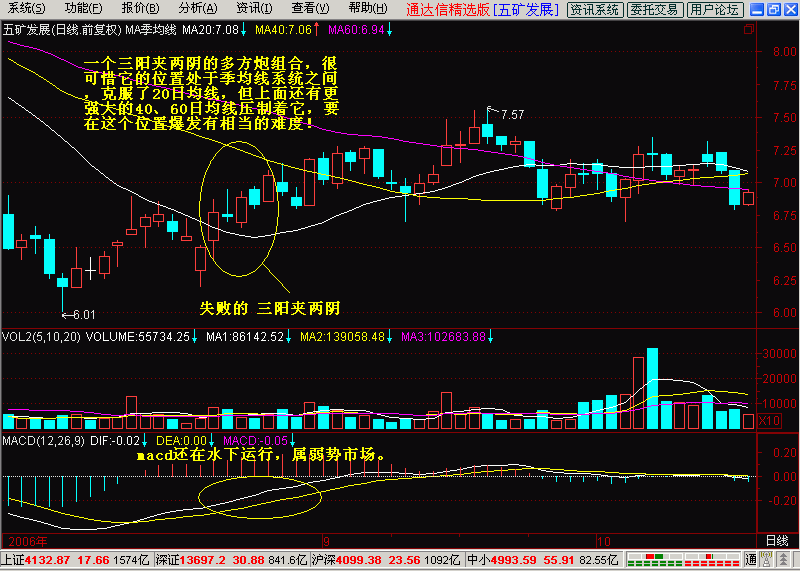 系统(S) 功能(F) 报价(B) 分析(A) 资讯(I) 查看(V) 帮助(H) 通达信精选版 [五矿发展] 资讯系统 委托交易 用户论坛
五矿发展(日线.前复权) MA季均线 MA20:7.08↓ MA40:7.06↑ MA60:6.94↓
8.00
一个三阳夹两阴的多方炮组合，很
可惜它的位置处于季均线系统之间
，克服了20日均线，但上面还有更
强大的40、60日均线压制着它，要
在这个位置爆发有相当的难度！
7.57
7.50
7.25
7.00
6.75
6.50
6.25
失败的 三阳夹两阴
6.01
6.00
VOL2(5,10,20) VOLUME:55734.25↓ MA1:86142.52↓ MA2:139058.48↓ MA3:102683.88↓
30000
20000
10000
X10
MACD(12,26,9) DIF:-0.02↓ DEA:0.00↓ MACD:-0.05↓
macd还在水下运行，属弱势市场。
0.20
0.00
-0.20
2006年 9 10 日线
上证4132.87 17.66 1574亿 深证13697.2 30.88 841.6亿 沪深4099.38 23.56 1092亿 中小4993.59 55.91 82.55亿 通